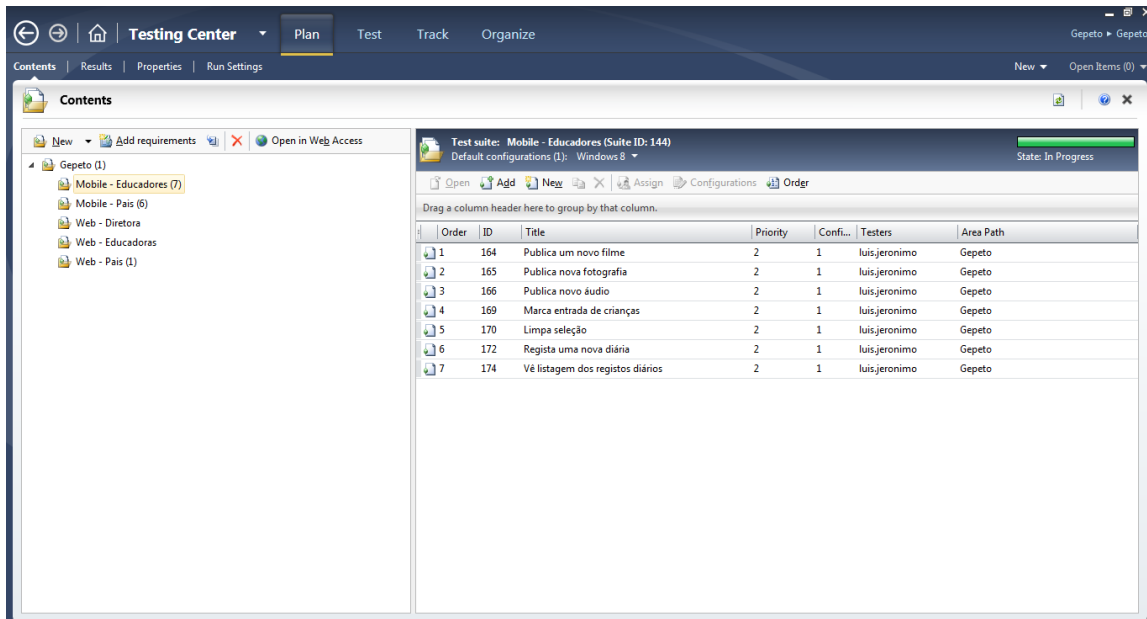 Testing Center Plan Test Track Organize Gepeto ▸ Gepeto
Contents | Results | Properties | Run Settings New Open Items (0)
Contents
New Add requirements Open in Web Access
Gepeto (1)
Mobile - Educadores (7)
Mobile - Pais (6)
Web - Diretora
Web - Educadoras
Web - Pais (1)
Test suite: Mobile - Educadores (Suite ID: 144)
Default configurations (1): Windows 8 State: In Progress
Open Add New Assign Configurations Order
Drag a column header here to group by that column.
Order ID Title Priority Confi... Testers Area Path
1 164 Publica um novo filme 2 1 luis.jeronimo Gepeto
2 165 Publica nova fotografia 2 1 luis.jeronimo Gepeto
3 166 Publica novo áudio 2 1 luis.jeronimo Gepeto
4 169 Marca entrada de crianças 2 1 luis.jeronimo Gepeto
5 170 Limpa seleção 2 1 luis.jeronimo Gepeto
6 172 Regista uma nova diária 2 1 luis.jeronimo Gepeto
7 174 Vê listagem dos registos diários 2 1 luis.jeronimo Gepeto